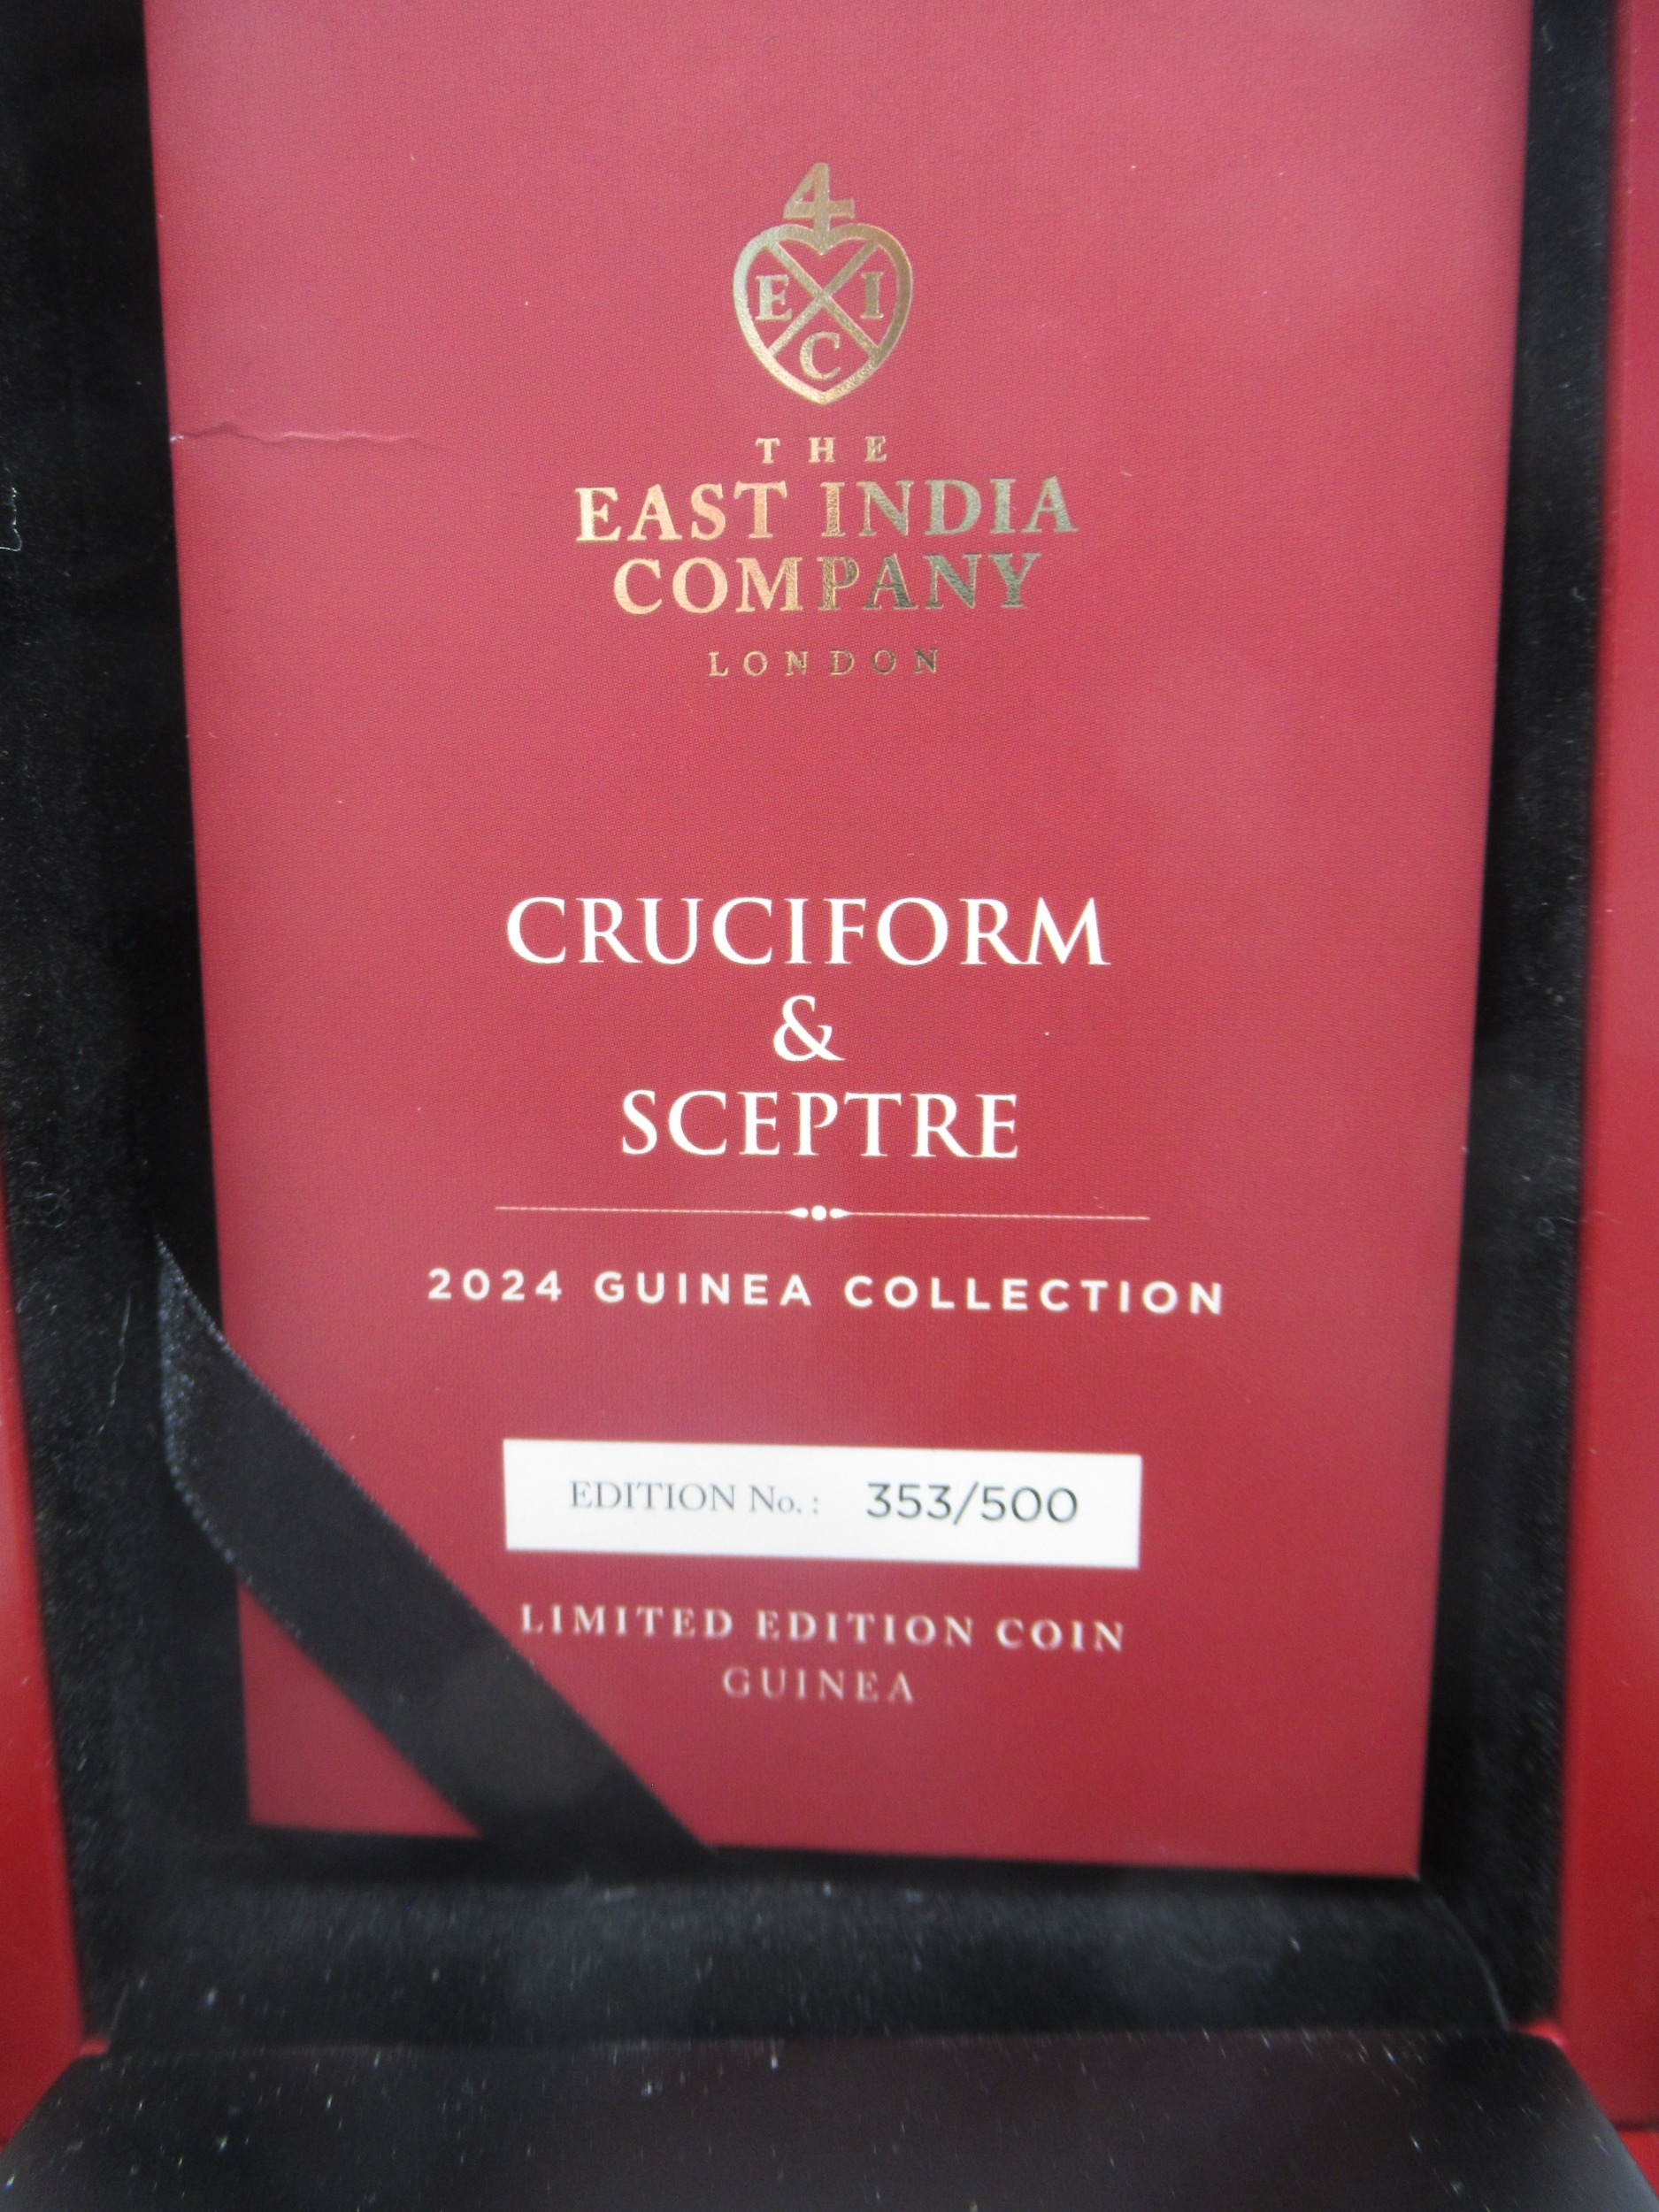 4
E I
C
THE
EAST INDIA
COMPANY
LONDON
CRUCIFORM
&
SCEPTRE
2024 GUINEA COLLECTION
EDITION No.: 353/500
LIMITED EDITION COIN
GUINEA